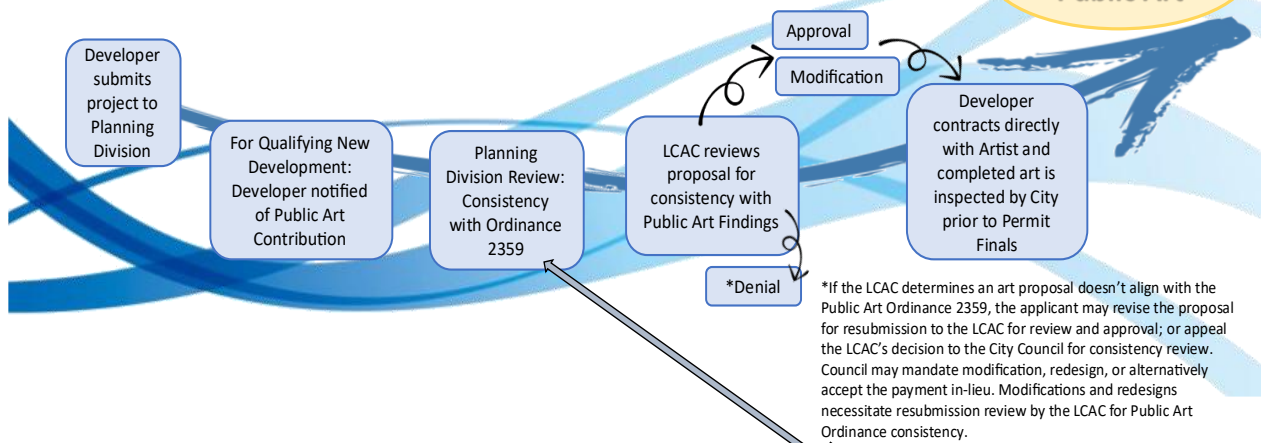 Public Art
Developer
submits
project to
Planning
Division
For Qualifying New
Development:
Developer notified
of Public Art
Contribution
Planning
Division Review:
Consistency
with Ordinance
2359
LCAC reviews
proposal for
consistency with
Public Art Findings
Approval
Modification
*Denial
Developer
contracts directly
with Artist and
completed art is
inspected by City
prior to Permit
Finals
*If the LCAC determines an art proposal doesn’t align with the
Public Art Ordinance 2359, the applicant may revise the proposal
for resubmission to the LCAC for review and approval; or appeal
the LCAC’s decision to the City Council for consistency review.
Council may mandate modification, redesign, or alternatively
accept the payment in-lieu. Modifications and redesigns
necessitate resubmission review by the LCAC for Public Art
Ordinance consistency.